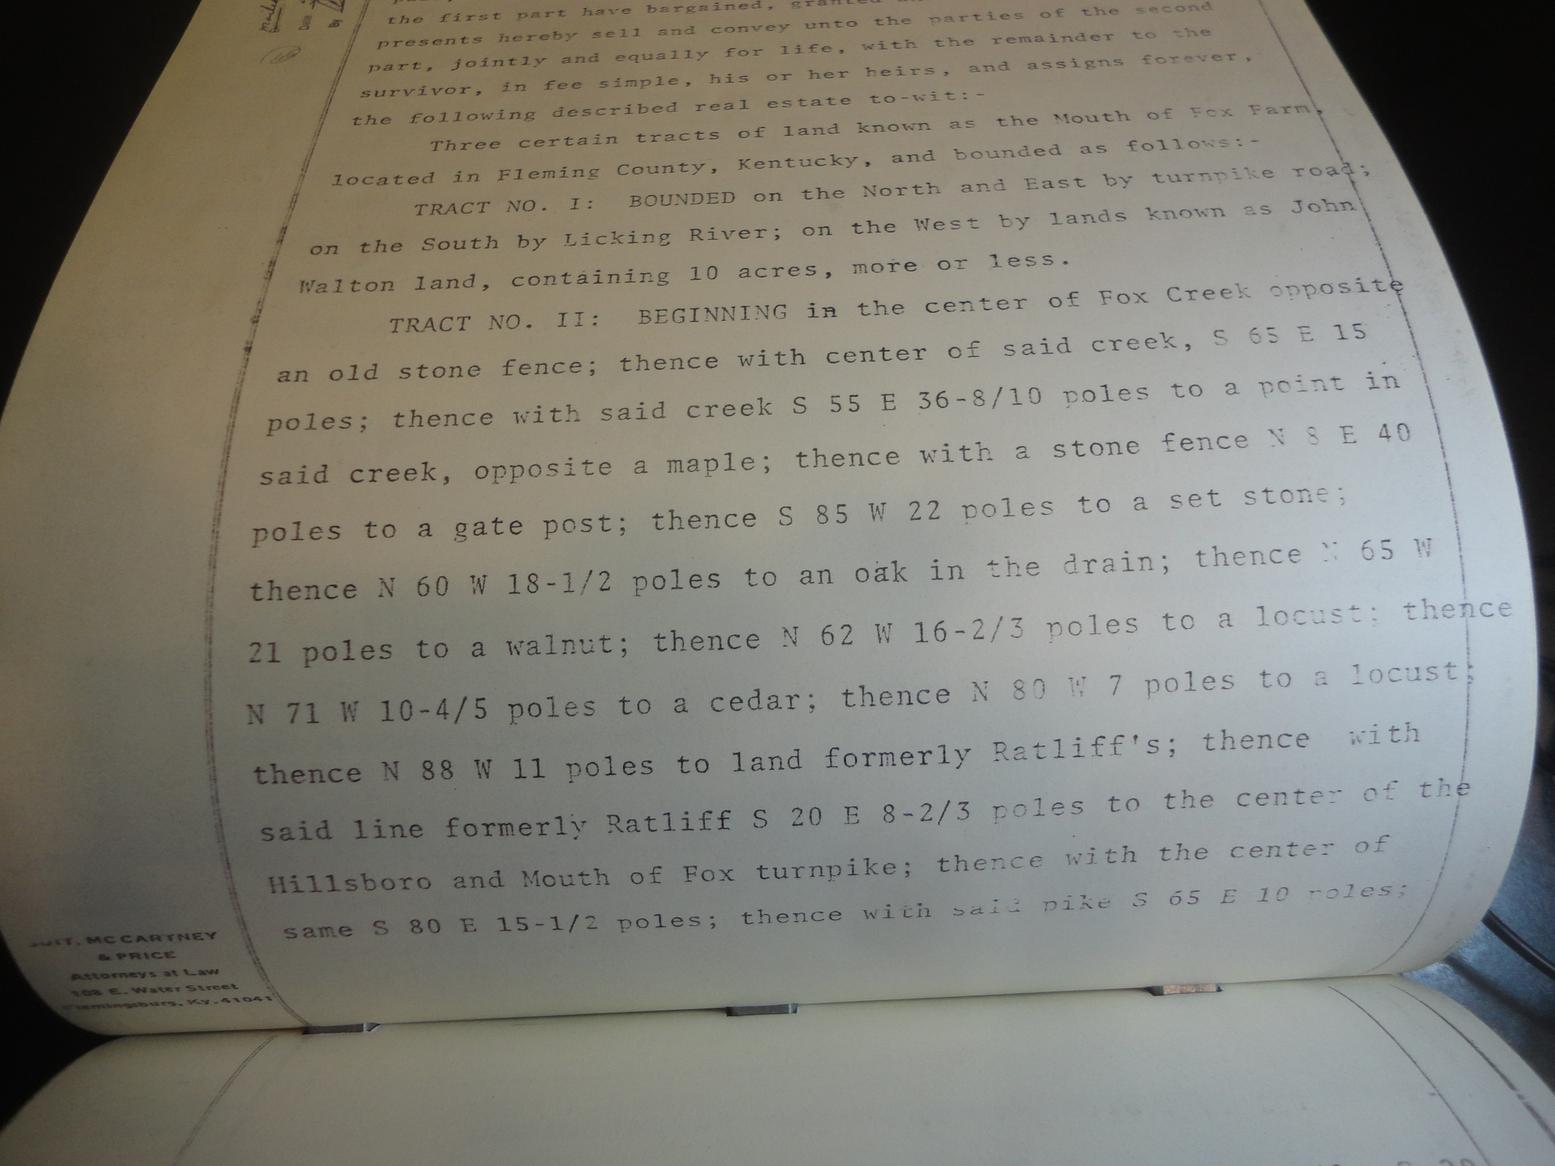 the first part have bargained,
presents hereby sell and convey unto the parties of the second
part, jointly and equally for life, with the remainder to the
survivor, in fee simple, his or her heirs, and assigns forever,
the following described real estate to-wit:-
Three certain tracts of land known as the Mouth of Fox Farm,
located in Fleming County, Kentucky, and bounded as follows:-
TRACT NO. I: BOUNDED on the North and East by turnpike road;
on the South by Licking River; on the West by lands known as John
Walton land, containing 10 acres, more or less.
TRACT NO. II: BEGINNING in the center of Fox Creek opposite
an old stone fence; thence with center of said creek, S 65 E 15
poles; thence with said creek S 55 E 36-8/10 poles to a point in
said creek, opposite a maple; thence with a stone fence N 8 E 40
poles to a gate post; thence S 85 W 22 poles to a set stone;
thence N 60 W 18-1/2 poles to an oak in the drain; thence N 65 W
21 poles to a walnut; thence N 62 W 16-2/3 poles to a locust; thence
N 71 W 10-4/5 poles to a cedar; thence N 80 W 7 poles to a locust;
thence N 88 W 11 poles to land formerly Ratliff's; thence with
said line formerly Ratliff S 20 E 8-2/3 poles to the center of the
Hillsboro and Mouth of Fox turnpike; thence with the center of
same S 80 E 15-1/2 poles; thence with said pike S 65 E 10 poles;
MCCARTNEY
& PRICE
Attorneys at Law
108 E. Water Street
Flemingsburg, Ky. 41041